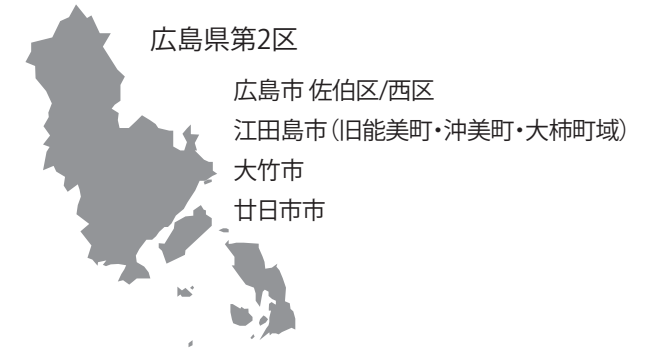 広島県第2区
広島市 佐伯区/西区
江田島市（旧能美町・沖美町・大柿町域）
大竹市
廿日市市